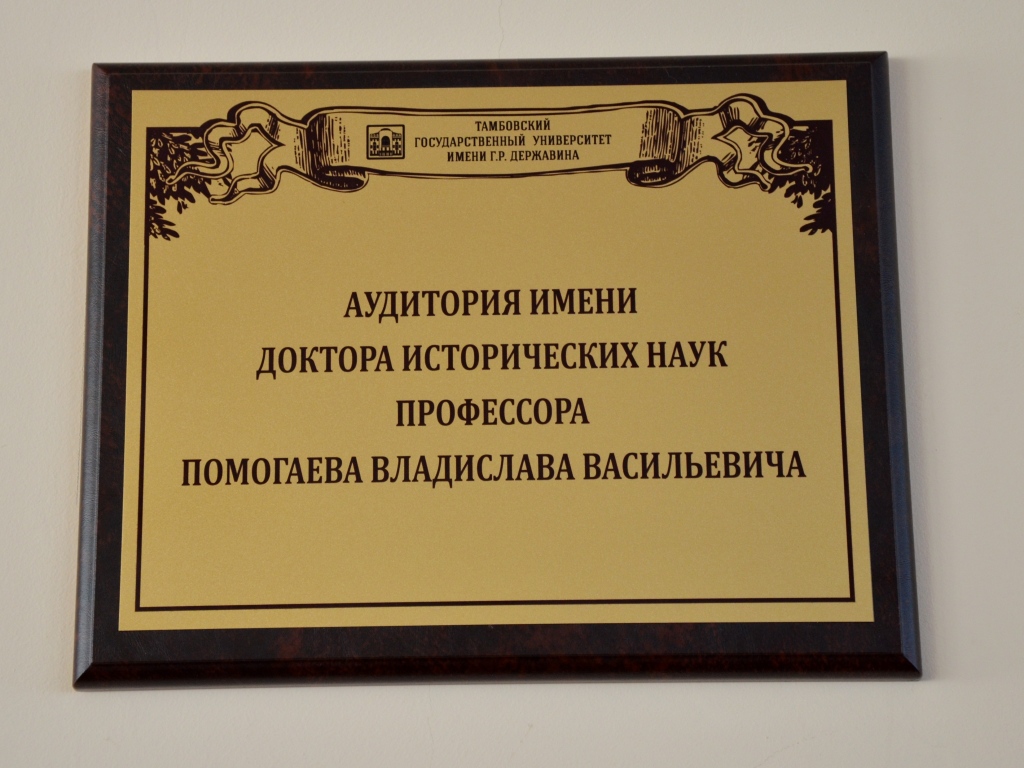 ТАМБОВСКИЙ
ГОСУДАРСТВЕННЫЙ УНИВЕРСИТЕТ
ИМЕНИ Г.Р. ДЕРЖАВИНА
АУДИТОРИЯ ИМЕНИ
ДОКТОРА ИСТОРИЧЕСКИХ НАУК
ПРОФЕССОРА
ПОМОГАЕВА ВЛАДИСЛАВА ВАСИЛЬЕВИЧА